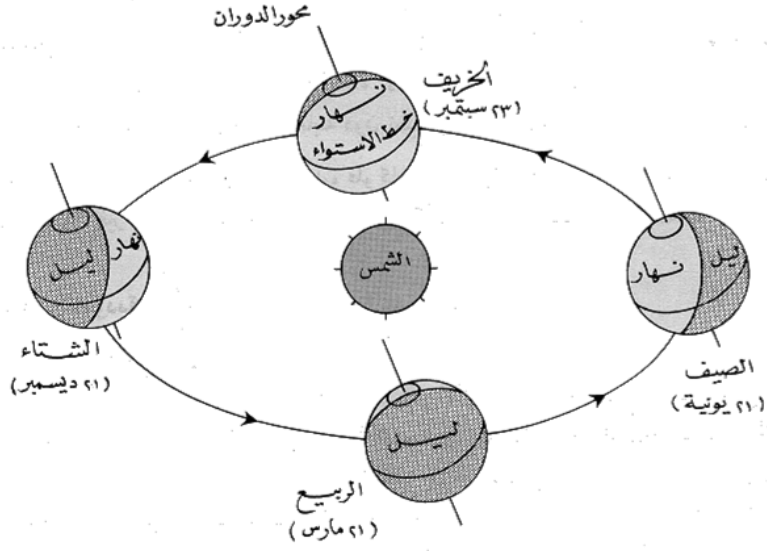 محور الدوران
الخريف
(٢٣ سبتمبر)
نهار
خط الاستواء
ليل
نهار
الشمس
نهار
ليل
الشتاء
(٢١ ديسمبر)
الصيف
(٢١ يونية)
ليل
الربيع
(٢١ مارس)